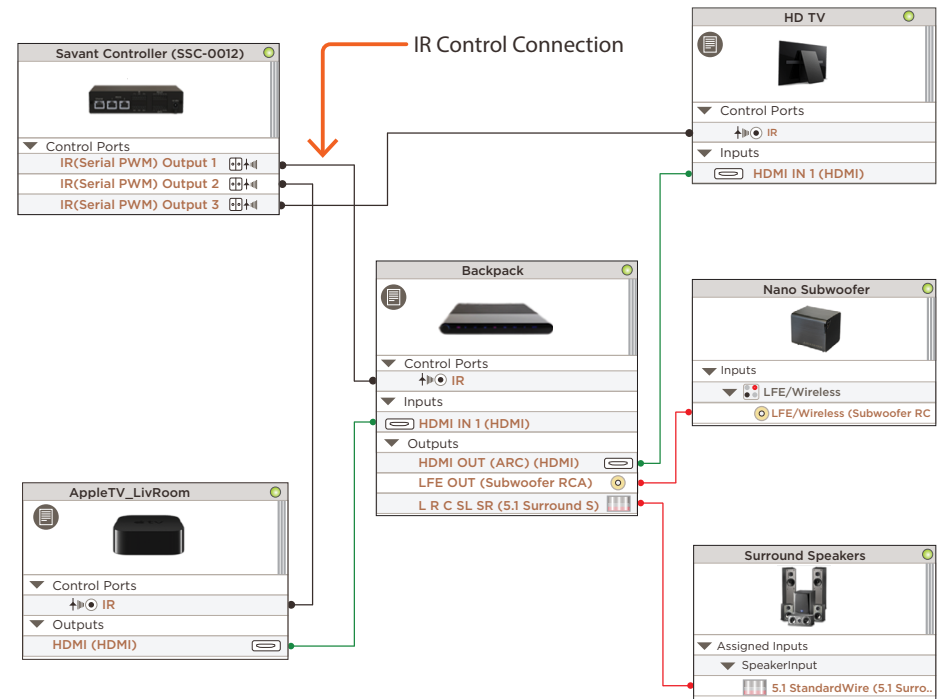 IR Control Connection
Savant Controller (SSC-0012)
Control Ports
IR(Serial PWM) Output 1
IR(Serial PWM) Output 2
IR(Serial PWM) Output 3
HD TV
Control Ports
IR
Inputs
HDMI IN 1 (HDMI)
Backpack
Control Ports
IR
Inputs
HDMI IN 1 (HDMI)
Outputs
HDMI OUT (ARC) (HDMI)
LFE OUT (Subwoofer RCA)
L R C SL SR (5.1 Surround S)
Nano Subwoofer
Inputs
LFE/Wireless
LFE/Wireless (Subwoofer RC
AppleTV_LivRoom
Control Ports
IR
Outputs
HDMI (HDMI)
Surround Speakers
Assigned Inputs
SpeakerInput
5.1 StandardWire (5.1 Surro..